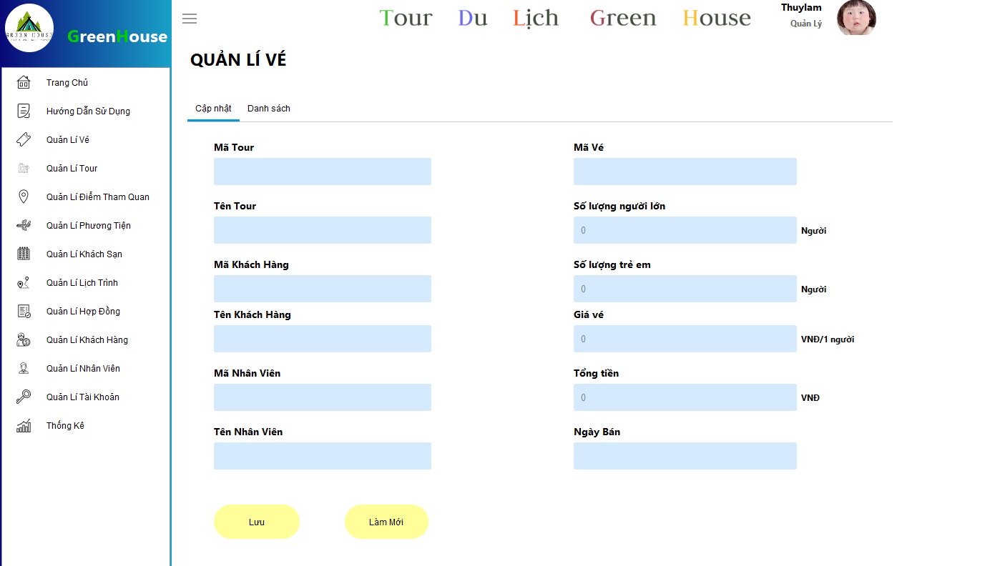 GREEN HOUSE
GreenHouse
Trang Chủ
Hướng Dẫn Sử Dụng
Quản Lí Vé
Quản Lí Tour
Quản Lí Điểm Tham Quan
Quản Lí Phương Tiện
Quản Lí Khách Sạn
Quản Lí Lịch Trình
Quản Lí Hợp Đồng
Quản Lí Khách Hàng
Quản Lí Nhân Viên
Quản Lí Tài Khoản
Thống Kê
Tour Du Lịch Green House
Thuylam
Quản Lý
QUẢN LÍ VÉ
Cập nhật Danh sách
Mã Tour
Tên Tour
Mã Khách Hàng
Tên Khách Hàng
Mã Nhân Viên
Tên Nhân Viên
Mã Vé
Số lượng người lớn
0 Người
Số lượng trẻ em
0 Người
Giá vé
0 VNĐ/1 người
Tổng tiền
0 VNĐ
Ngày Bán
Lưu Làm Mới